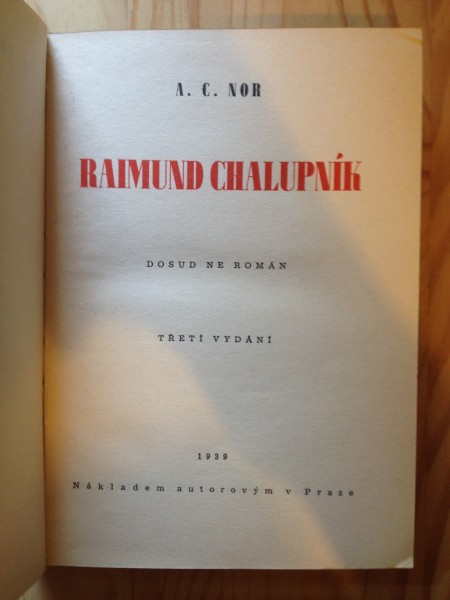 A. C. NOR
RAIMUND CHALUPNÍK
DOSUD NE ROMÁN
TŘETÍ VYDÁNÍ
1939
Nákladem autorovým v Praze